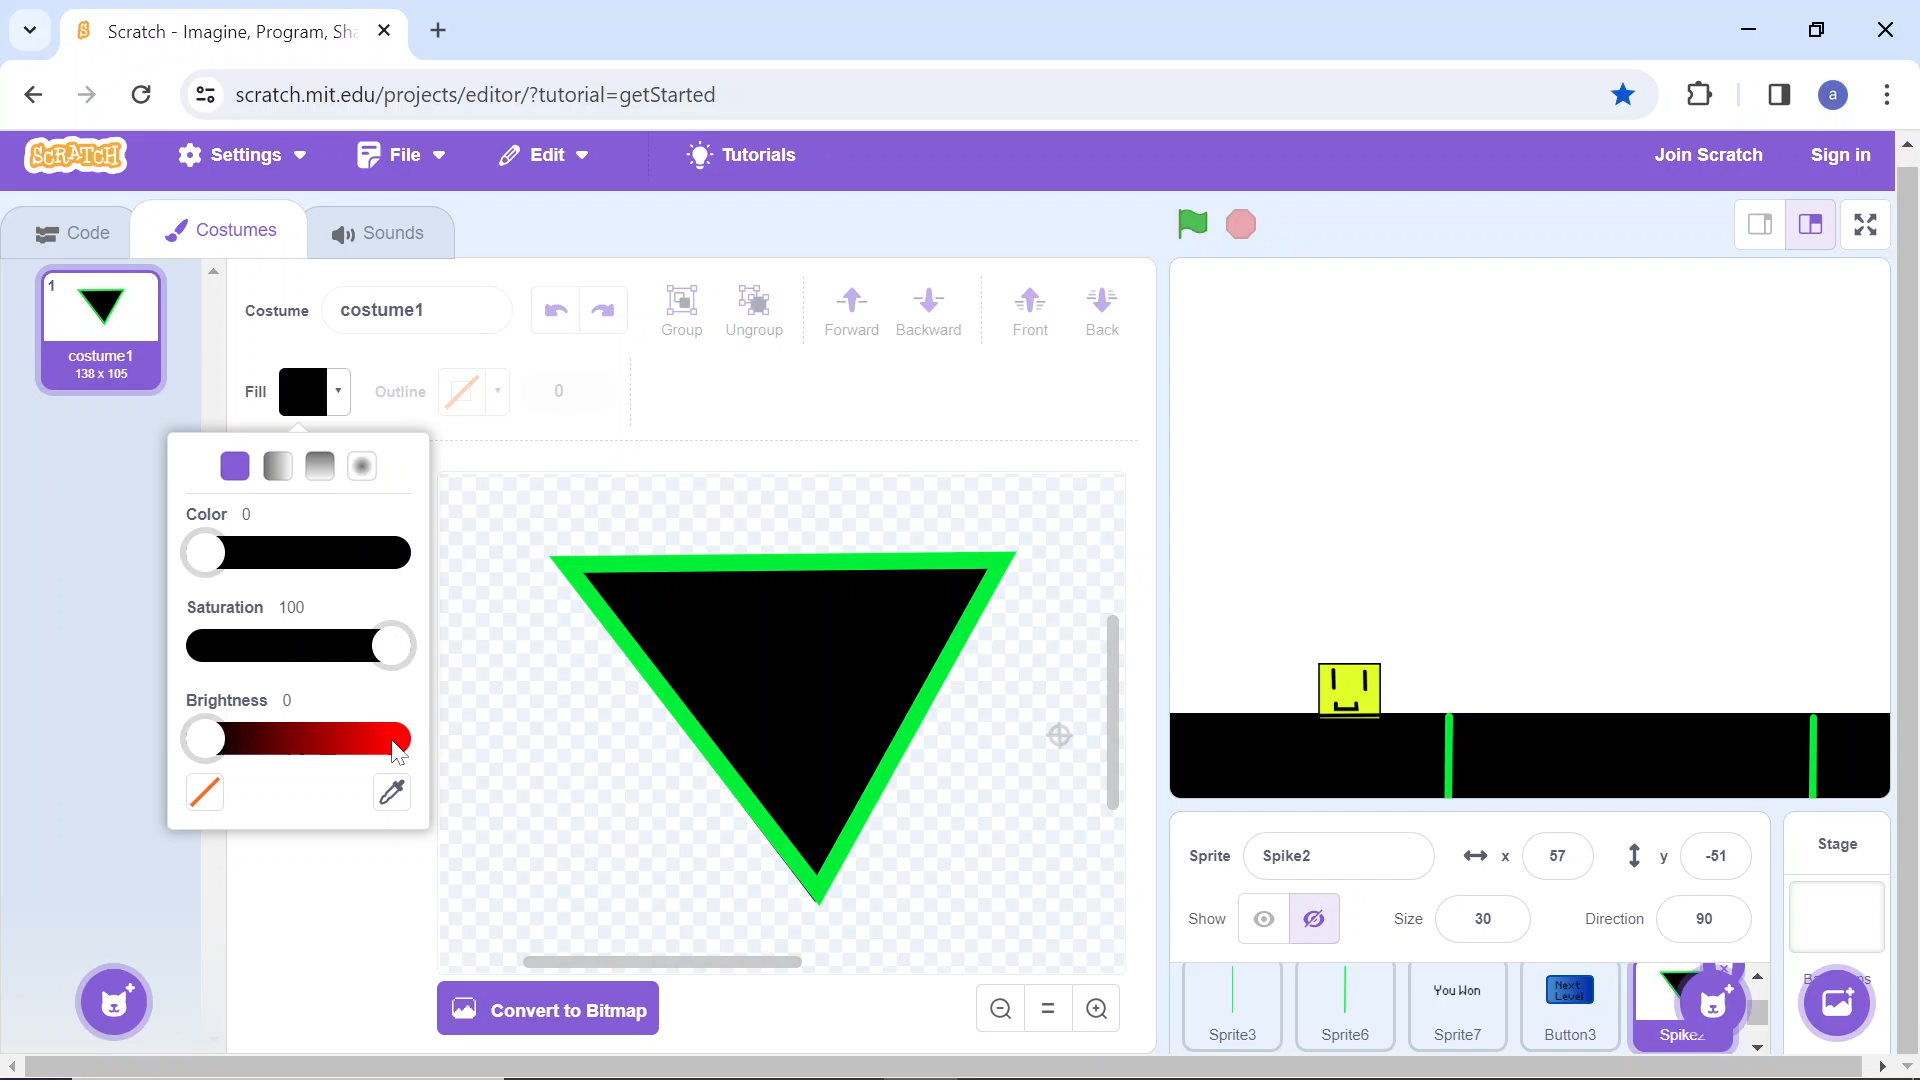 Scratch - Imagine, Program, Sha
scratch.mit.edu/projects/editor/?tutorial=getStarted
a
SCRATCH
Settings
File
Edit
Tutorials
Join Scratch
Sign in
Code
Costumes
Sounds
1
costume1
138 x 105
Costume
costume1
Group
Ungroup
Forward
Backward
Front
Back
Fill
Outline
0
Color 0
Saturation 100
Brightness 0
Convert to Bitmap
Sprite
Spike2
x
57
y
-51
Show
Size
30
Direction
90
Stage
Sprite3
Sprite6
You Won
Sprite7
Next
Level
Button3
Spike2